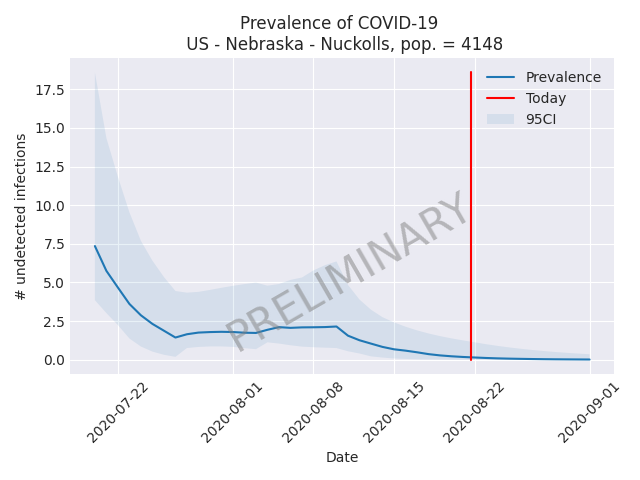 Prevalence of COVID-19
US - Nebraska - Nuckolls, pop. = 4148
Prevalence
Today
95CI
PRELIMINARY
# undetected infections
17.5
15.0
12.5
10.0
7.5
5.0
2.5
0.0
2020-07-22
2020-08-01
2020-08-08
2020-08-15
2020-08-22
2020-09-01
Date